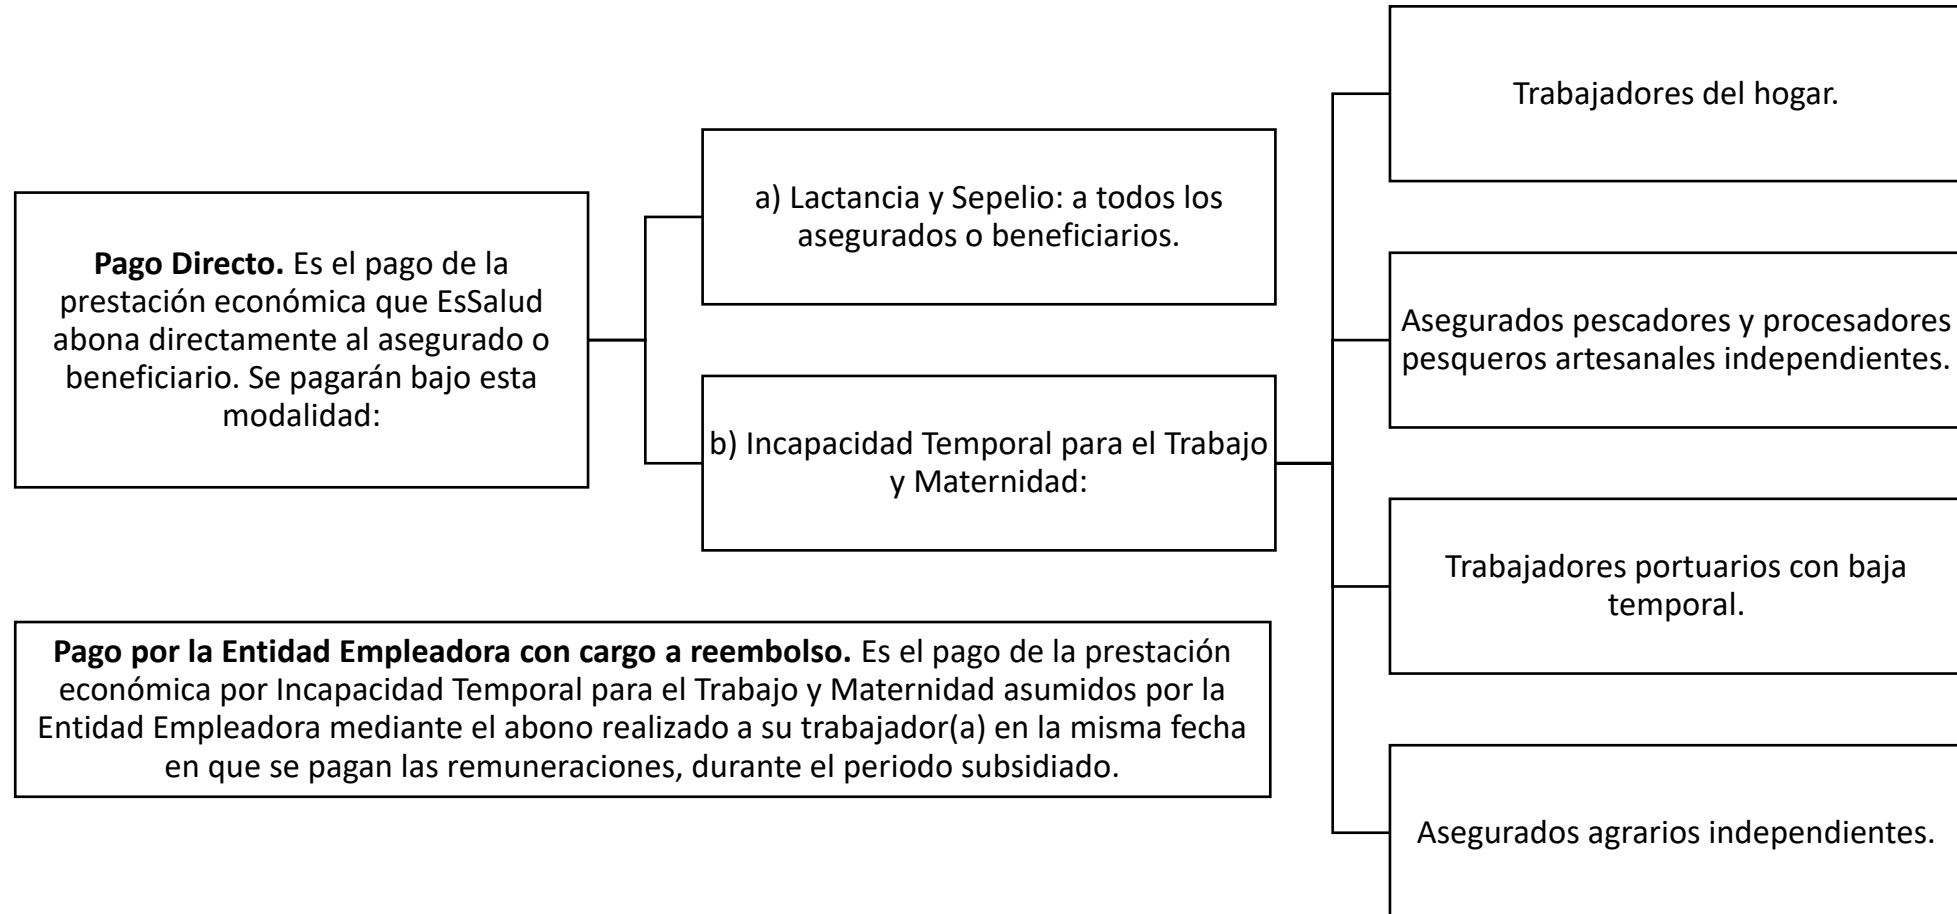 Pago Directo. Es el pago de la
prestación económica que EsSalud
abona directamente al asegurado o
beneficiario. Se pagarán bajo esta
modalidad:
a) Lactancia y Sepelio: a todos los
asegurados o beneficiarios.
b) Incapacidad Temporal para el Trabajo
y Maternidad:
Trabajadores del hogar.
Asegurados pescadores y procesadores
pesqueros artesanales independientes.
Trabajadores portuarios con baja
temporal.
Asegurados agrarios independientes.
Pago por la Entidad Empleadora con cargo a reembolso. Es el pago de la prestación
económica por Incapacidad Temporal para el Trabajo y Maternidad asumidos por la
Entidad Empleadora mediante el abono realizado a su trabajador(a) en la misma fecha
en que se pagan las remuneraciones, durante el periodo subsidiado.